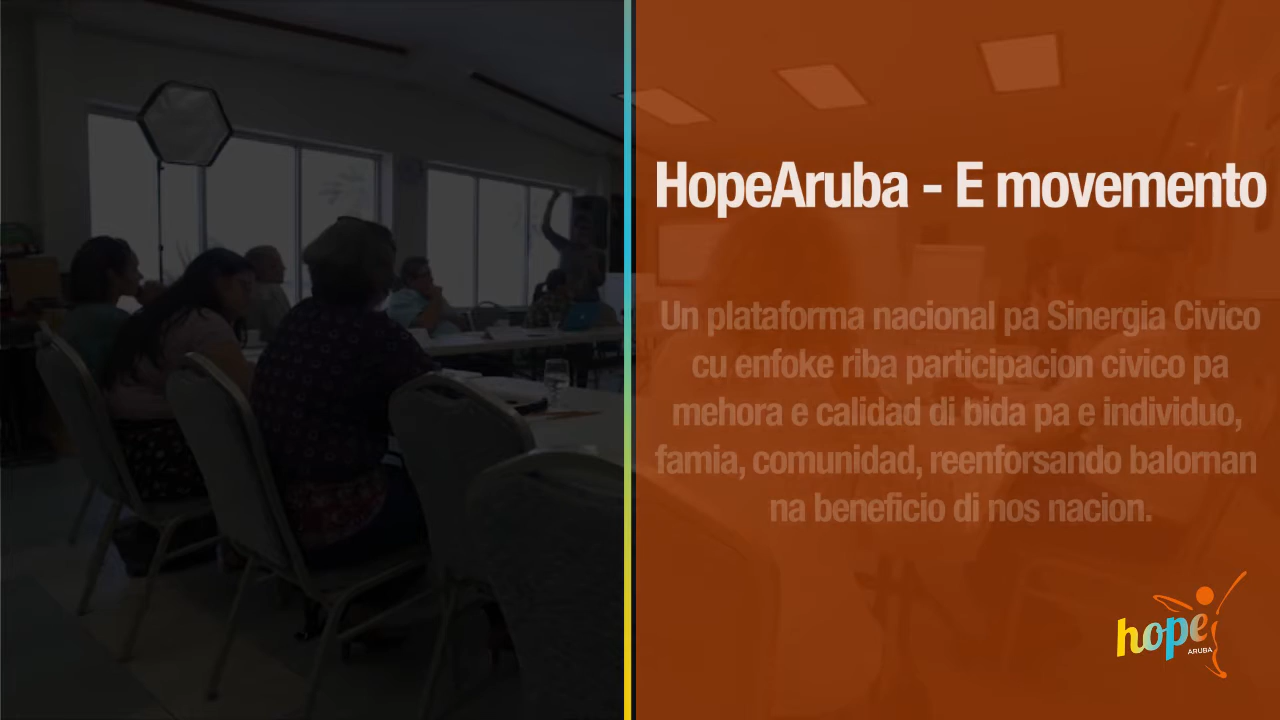 HopeAruba - E movemento
Un plataforma nacional pa Sinergia Civico
cu enfoke riba participacion civico pa
mehora e calidad di bida pa e individuo,
famia, comunidad, reenforsando balornan
na beneficio di nos nacion.
hope
ARUBA